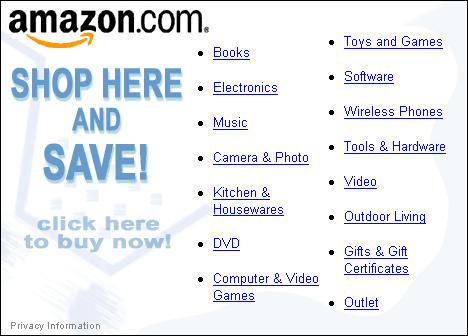 amazon.com®
SHOP HERE
AND
SAVE!
click here
to buy now!
Books
Electronics
Music
Camera & Photo
Kitchen &
Housewares
DVD
Computer & Video
Games
Toys and Games
Software
Wireless Phones
Tools & Hardware
Video
Outdoor Living
Gifts & Gift
Certificates
Outlet
Privacy Information